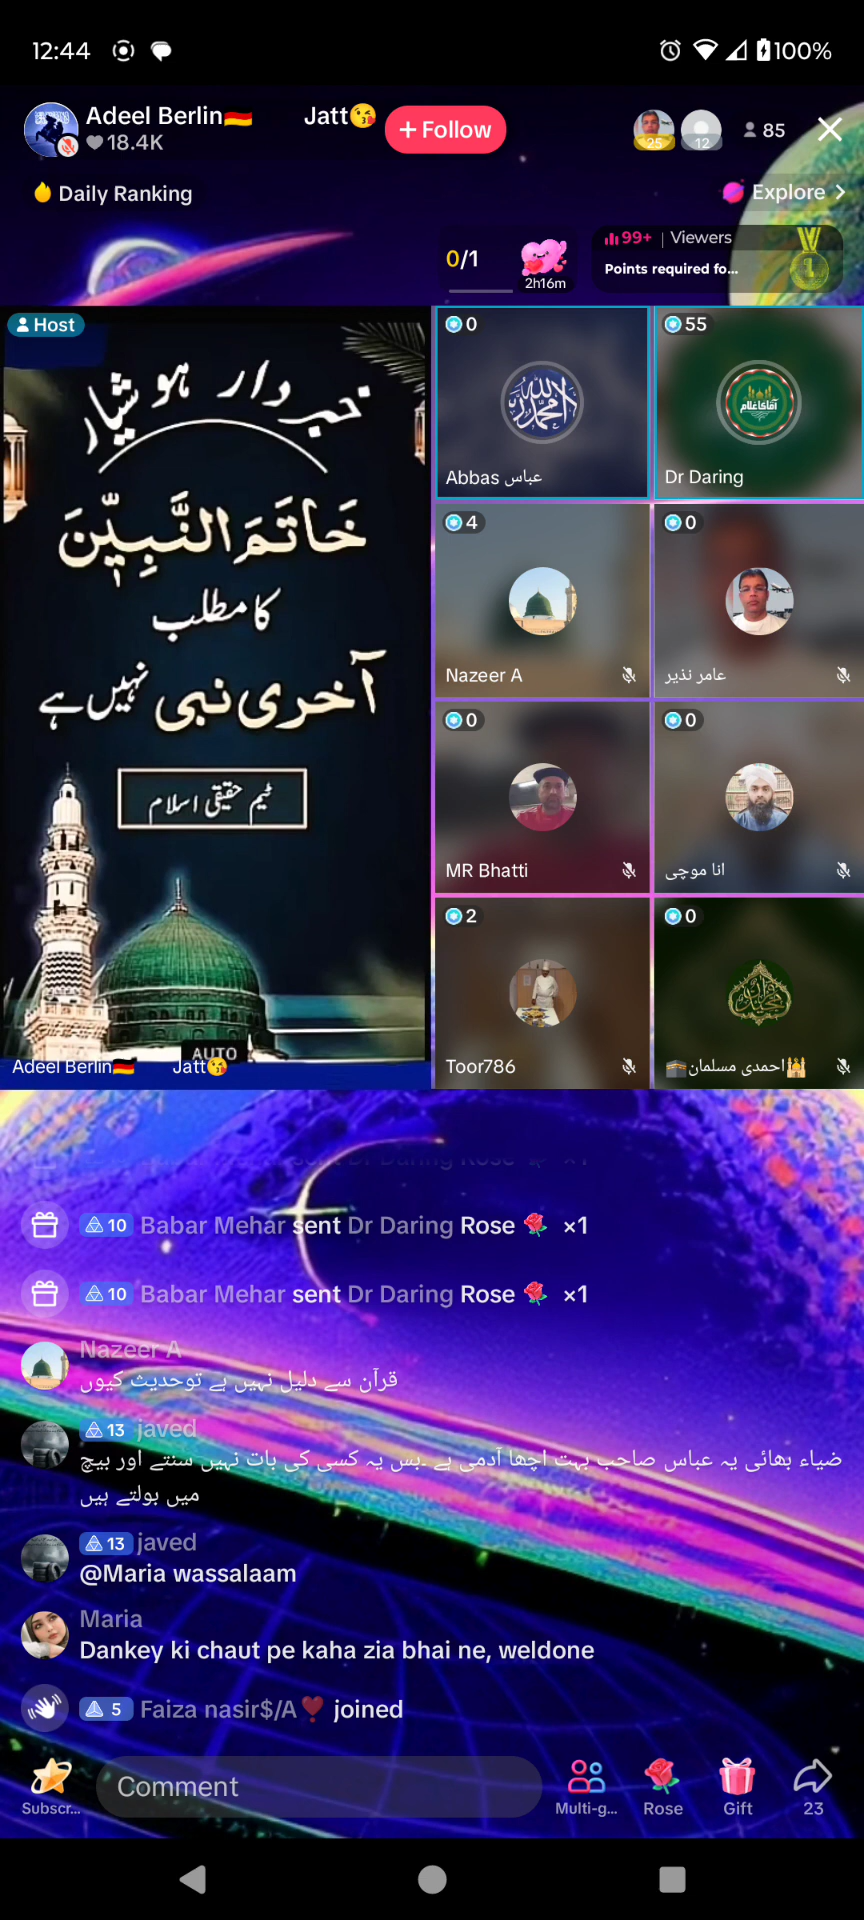 12:44
100%
Adeel Berlin🇩🇪 Jatt😘
18.4K
+ Follow
25
12
85
Daily Ranking
Explore
0/1
2h16m
99+ | Viewers
Points required fo...
Host
خبردار ہوشیار
خَاتَمَ النَّبِيّٖنَ
کا مطلب
آخری نبی نہیں ہے
ٹیم حقیقی اسلام
AUTO
Adeel Berlin🇩🇪 Jatt😘
0
Abbas عباس
55
آقا کا غلام
Dr Daring
4
Nazeer A
0
عامر نذیر
0
MR Bhatti
0
انا موچی
2
Toor786
0
🕋احمدی مسلمان🕌
10 Babar Mehar sent Dr Daring Rose 🌹 ×1
10 Babar Mehar sent Dr Daring Rose 🌹 ×1
Nazeer A
قرآن سے دلیل نہیں ہے توحدیث کیوں
13 javed
ضیاء بھائی یہ عباس صاحب بہت اچھا آدمی ہے ۔بس یہ کسی کی بات نہیں سنتے اور بیچ
میں بولتے ہیں
13 javed
@Maria wassalaam
Maria
Dankey ki chaut pe kaha zia bhai ne, weldone
5 Faiza nasir$/A❣️ joined
Subscr...
Comment
Multi-g...
Rose
Gift
23